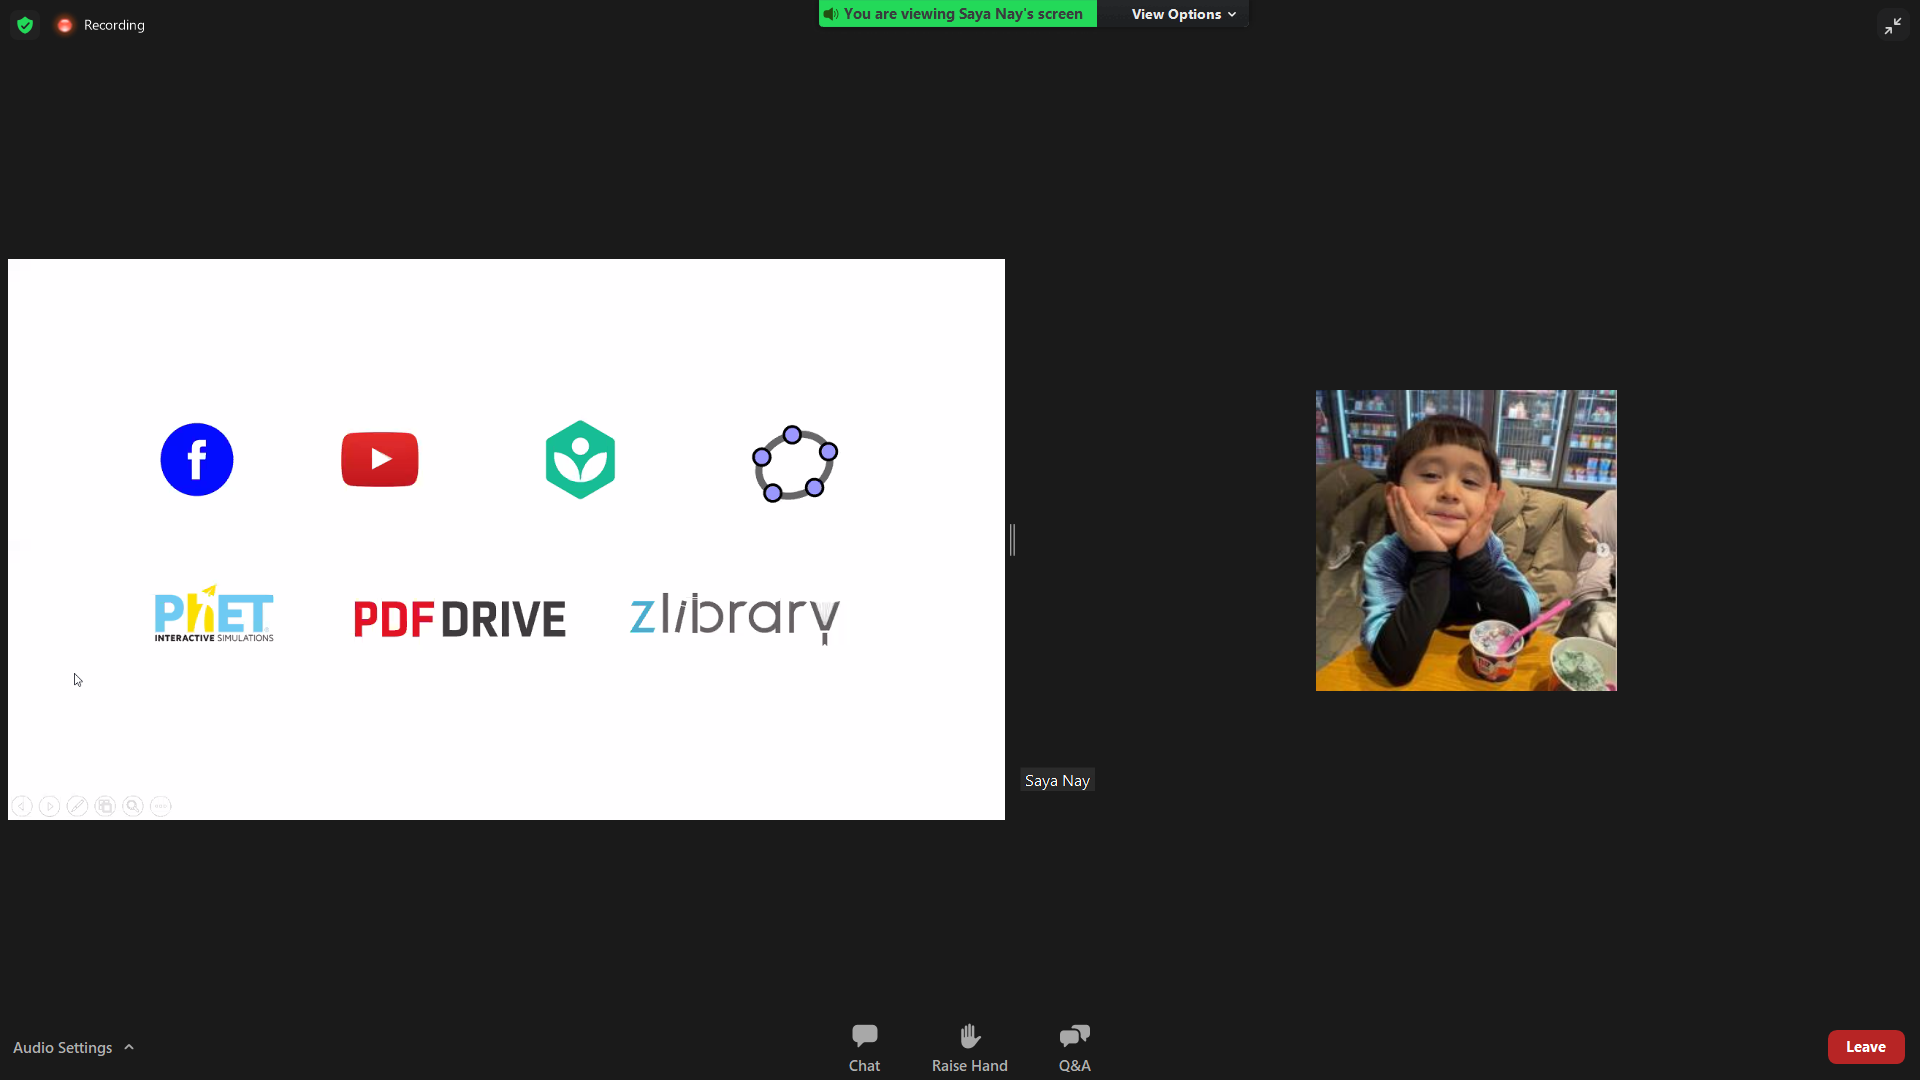 Recording
You are viewing Saya Nay's screen
View Options
f
PhET
INTERACTIVE SIMULATIONS
PDF DRIVE
zlibrary
Saya Nay
Audio Settings
Chat
Raise Hand
Q&A
Leave